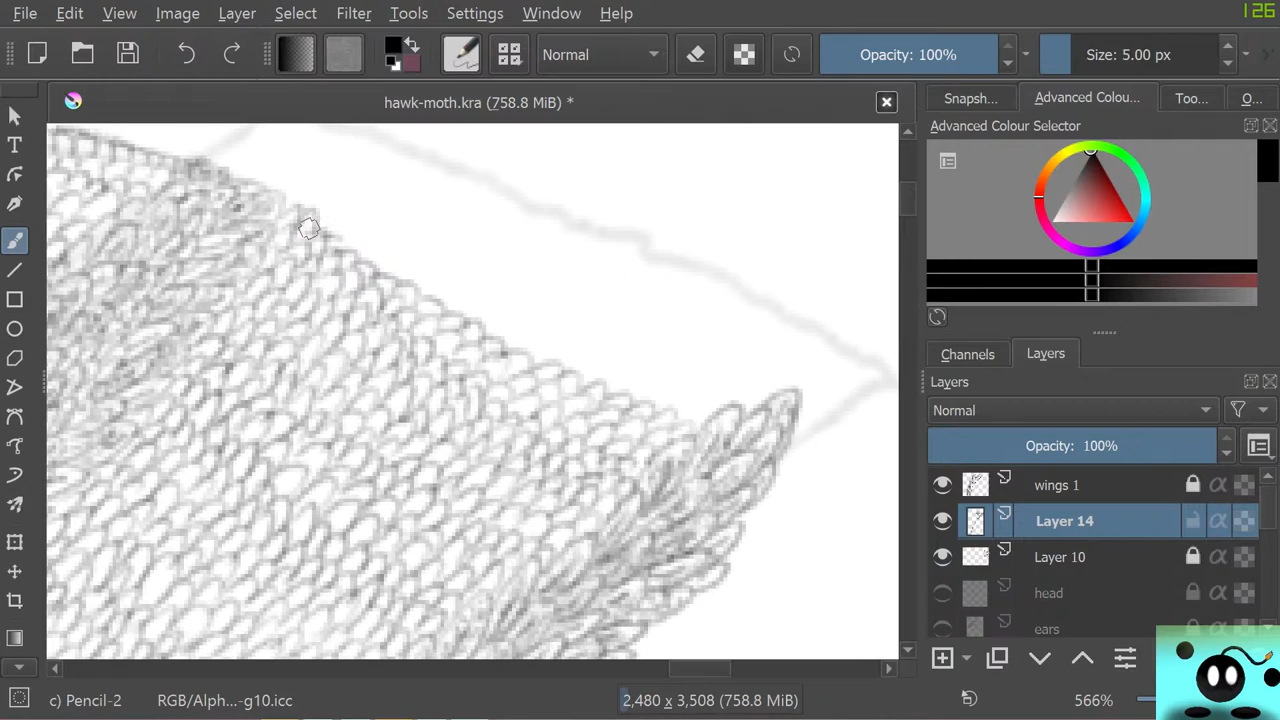 File Edit View Image Layer Select Filter Tools Settings Window Help
126
Normal
Opacity: 100%
Size: 5.00 px
hawk-moth.kra (758.8 MiB) *
Snapsh... Advanced Colou... Too... O...
Advanced Colour Selector
Channels Layers
Layers
Normal
Opacity: 100%
wings 1
Layer 14
Layer 10
head
ears
c) Pencil-2
RGB/Alph...-g10.icc
2,480 x 3,508 (758.8 MiB)
566%